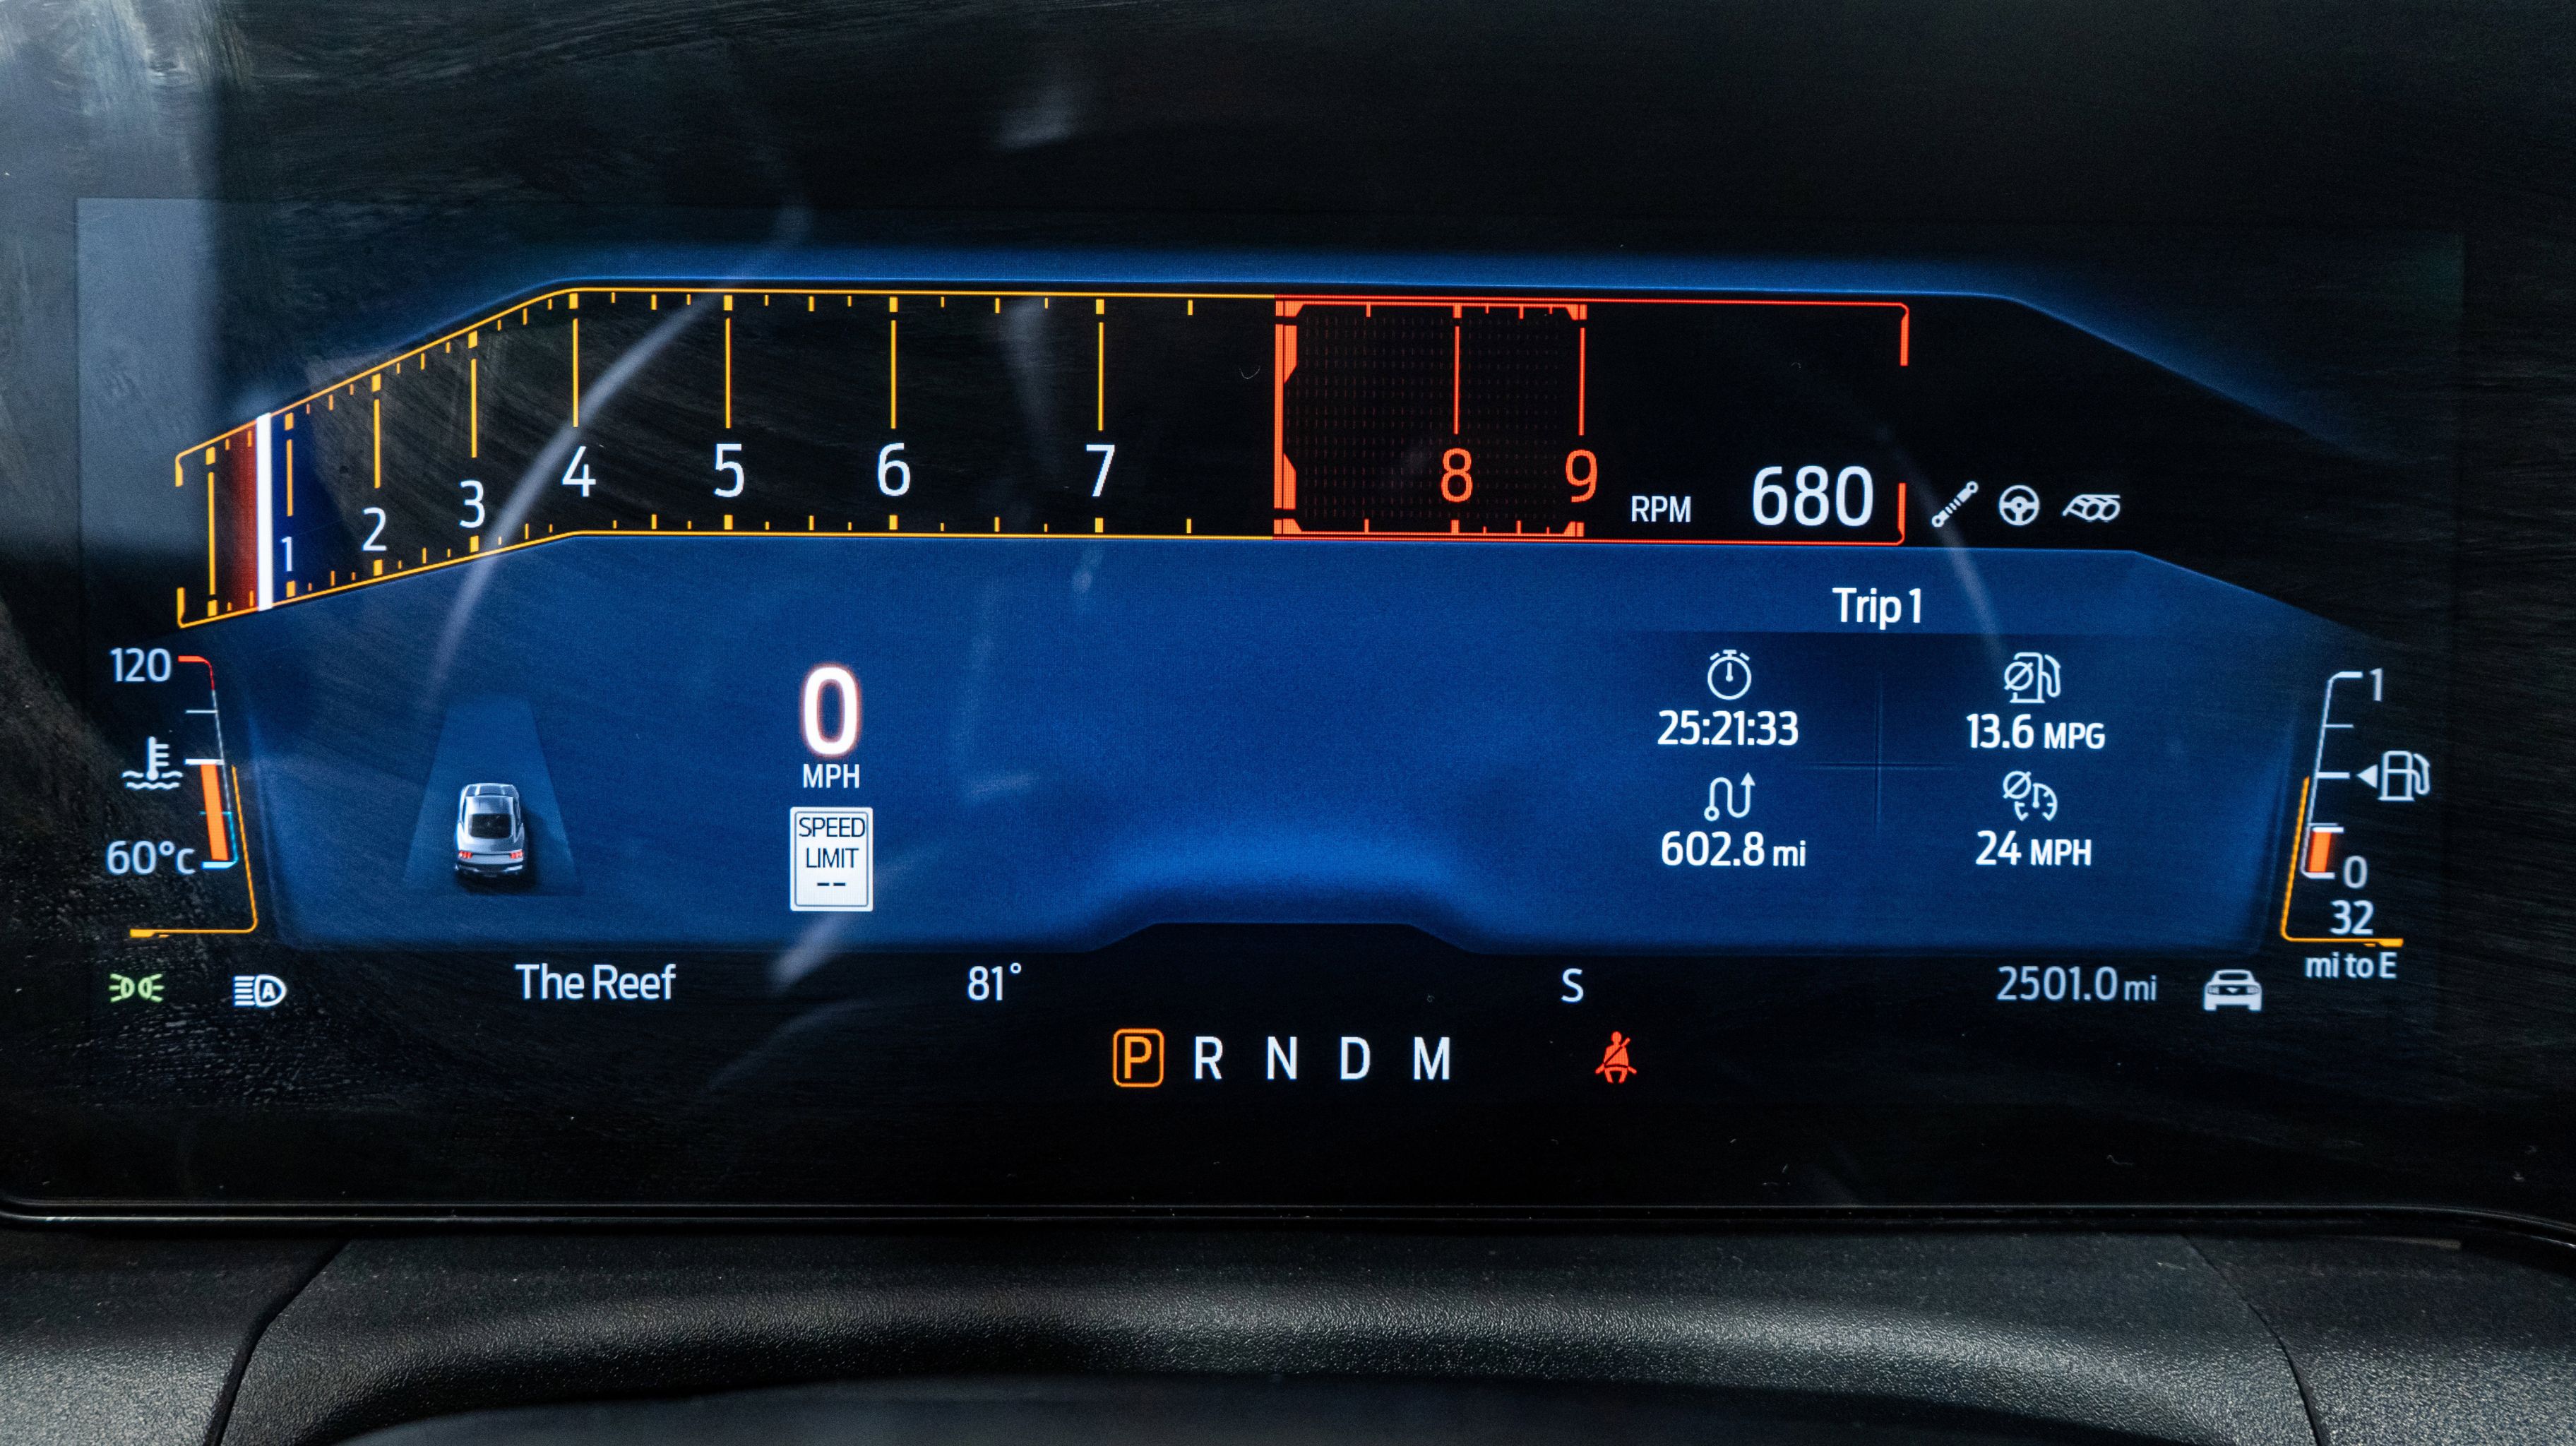 1 2 3 4 5 6 7 8 9 RPM 680
Trip 1
120
60°c
0
MPH
SPEED
LIMIT
--
25:21:33
13.6 MPG
602.8 mi
24 MPH
1
0
32
mi to E
A
The Reef
81°
S
2501.0 mi
P R N D M